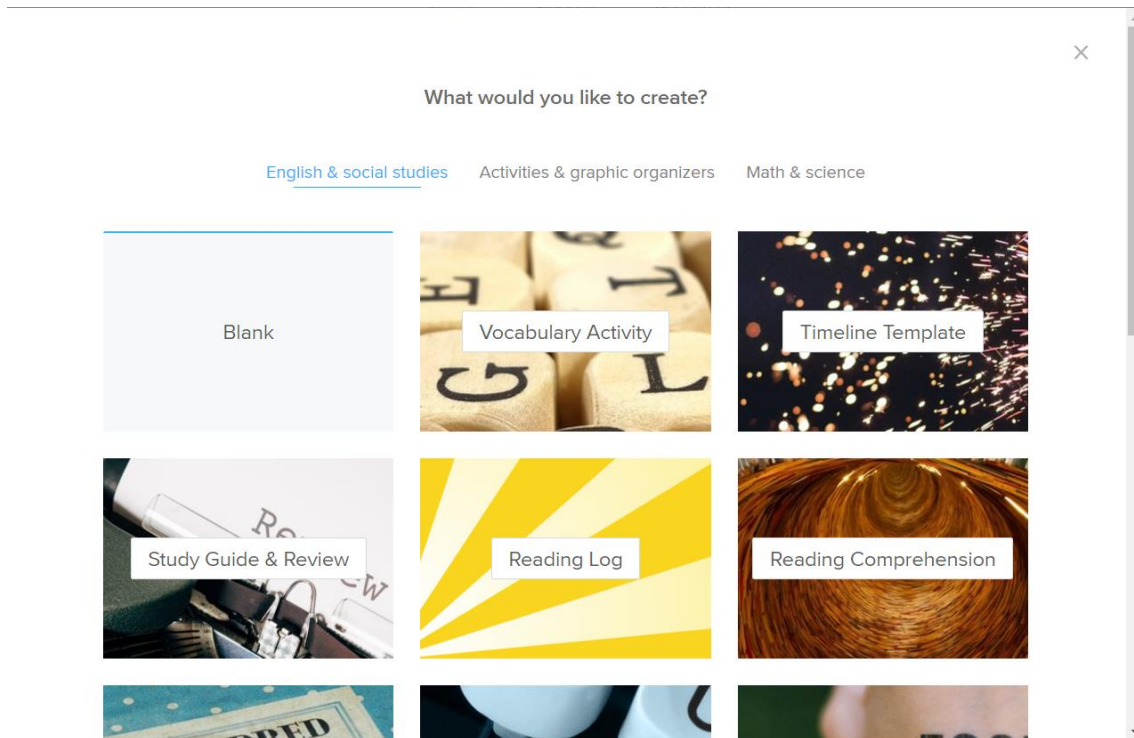 What would you like to create?
English & social studies
Activities & graphic organizers
Math & science
Blank
Vocabulary Activity
Timeline Template
Study Guide & Review
Reading Log
Reading Comprehension